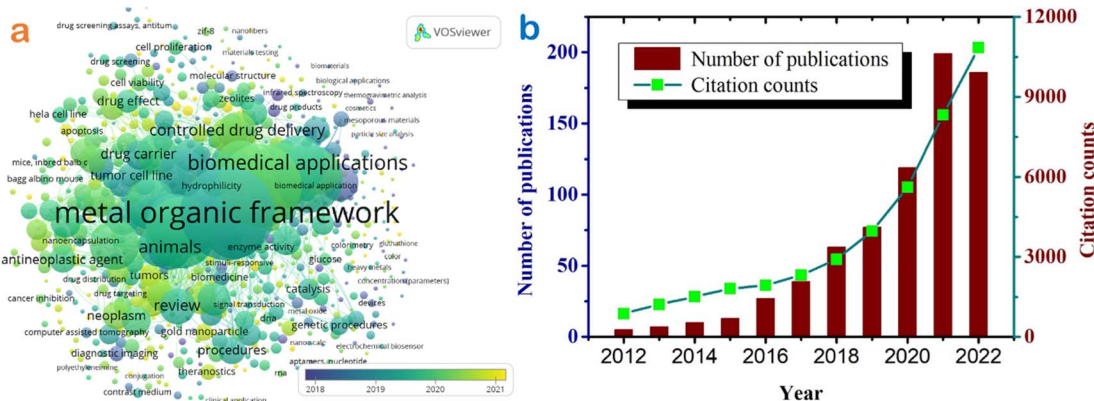 a
drug screening assays, antitum
zif-8
nanofibers
VOSviewer
cell proliferation
materials testing
drug screening
molecular structure
biomaterials
cell viability
biological applications
drug effect
zeolites
infrared spectroscopy
thermogravimetric analysis
drug products
cosmetics
hela cell line
mesoporous materials
apoptosis
controlled drug delivery
particle size analysis
drug carrier
mice, inbred balb c
biomedical applications
bagg albino mouse
tumor cell line
hydrophilicity
biomedical application
metal organic framework
nanoencapsulation
animals
enzyme activity
colorimetry
glutathione
antineoplastic agent
stimuli-responsive
glucose
color
heavy metals
drug distribution
tumors
biomedicine
concentration(parameters)
cancer inhibition
drug targeting
catalysis
review
signal transduction
devices
neoplasm
metal oxide
dna
genetic procedures
computer assisted tomography
gold nanoparticle
diagnostic imaging
procedures
nanoscale
electrochemical biosensor
polyethyleneimine
theranostics
aptamers, nucleotide
conjugation
rna
contrast medium
clinical application
2018
2019
2020
2021
b
Number of publications
Citation counts
Number of publications
200
150
100
50
0
12000
9000
6000
3000
0
Citation counts
2012
2014
2016
2018
2020
2022
Year